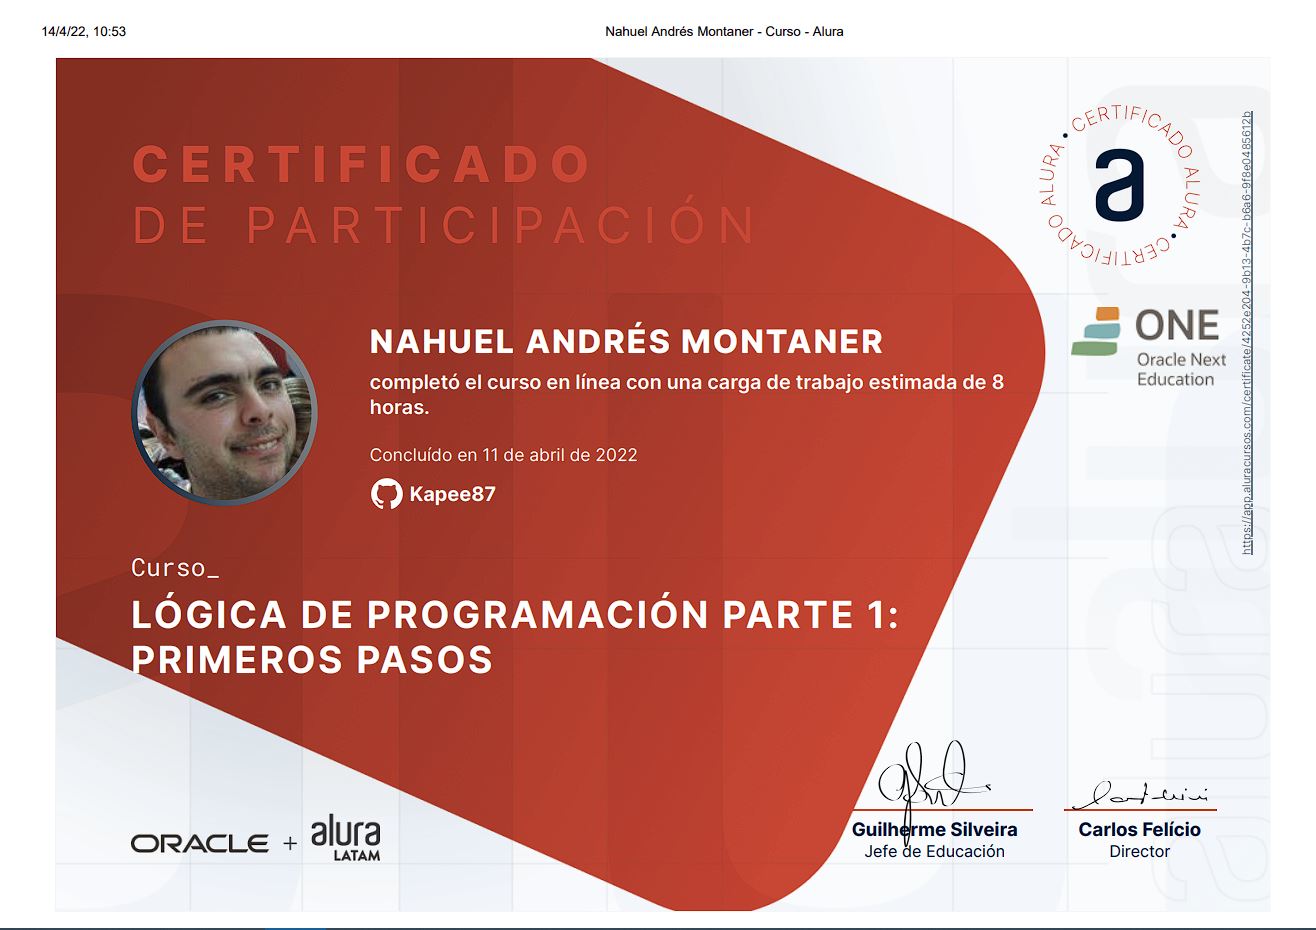 14/4/22, 10:53
Nahuel Andrés Montaner - Curso - Alura
CERTIFICADO
DE PARTICIPACIÓN
CERTIFICADO ALURA • CERTIFICADO ALURA •
a
https://app.aluracursos.com/certificate/4252e204-9b13-4b7c-b6a6-9f8e0485612b
ONE
Oracle Next
Education
NAHUEL ANDRÉS MONTANER
completó el curso en línea con una carga de trabajo estimada de 8
horas.
Concluído en 11 de abril de 2022
Kapee87
Curso_
LÓGICA DE PROGRAMACIÓN PARTE 1:
PRIMEROS PASOS
ORACLE + alura
LATAM
Guilherme Silveira
Jefe de Educación
Carlos Felício
Director
alura